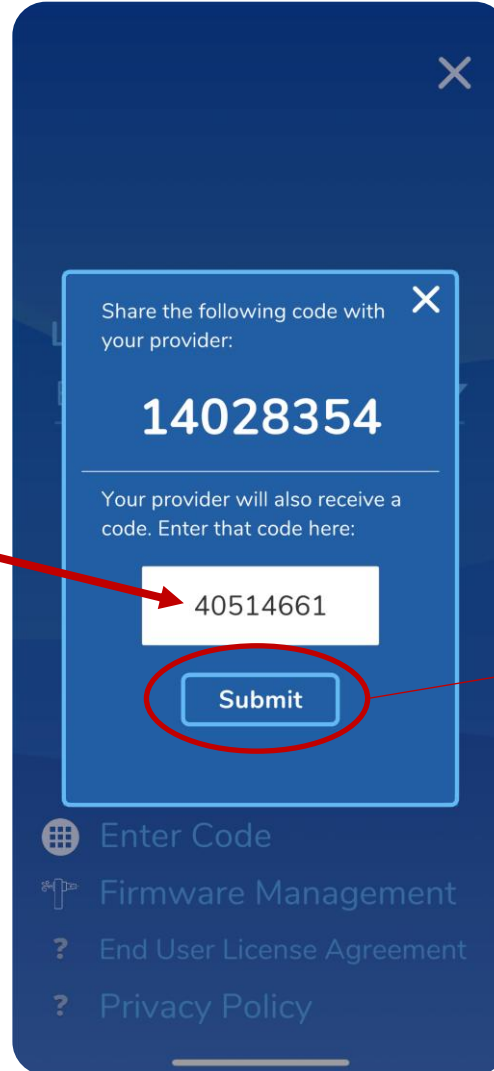 Share the following code with
your provider:
14028354
Your provider will also receive a
code. Enter that code here:
40514661
Submit
Enter Code
Firmware Management
? End User License Agreement
? Privacy Policy